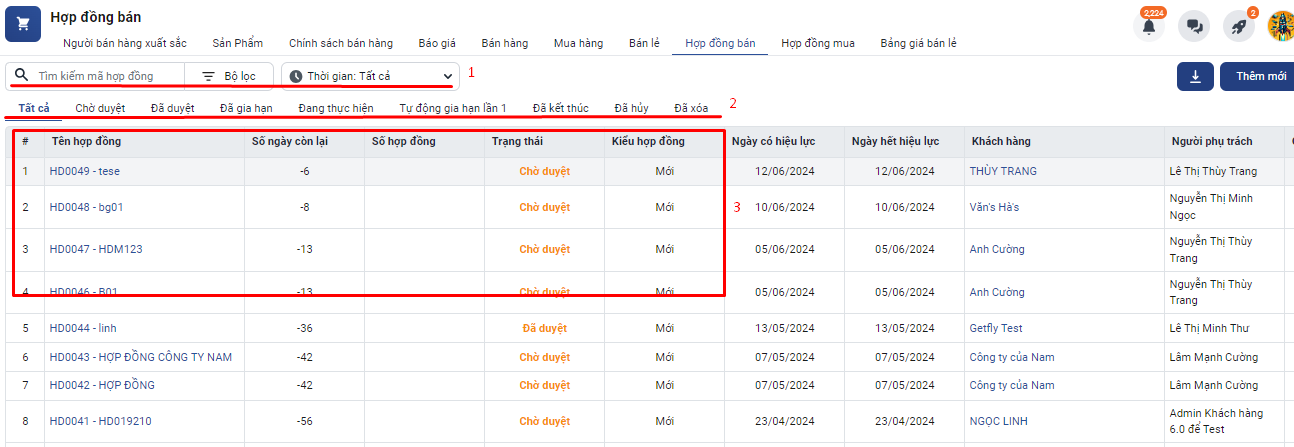 Hợp đồng bán
2,224
2
Người bán hàng xuất sắc Sản Phẩm Chính sách bán hàng Báo giá Bán hàng Mua hàng Bán lẻ Hợp đồng bán Hợp đồng mua Bảng giá bán lẻ
Tìm kiếm mã hợp đồng Bộ lọc Thời gian: Tất cả 1 Thêm mới
Tất cả Chờ duyệt Đã duyệt Đã gia hạn Đang thực hiện Tự động gia hạn lần 1 Đã kết thúc Đã hủy Đã xóa 2
# Tên hợp đồng Số ngày còn lại Số hợp đồng Trạng thái Kiểu hợp đồng Ngày có hiệu lực Ngày hết hiệu lực Khách hàng Người phụ trách
1 HD0049 - tese -6 Chờ duyệt Mới 12/06/2024 12/06/2024 THÙY TRANG Lê Thị Thùy Trang
2 HD0048 - bg01 -8 Chờ duyệt Mới 3 10/06/2024 10/06/2024 Văn's Hà's Nguyễn Thị Minh
Ngọc
3 HD0047 - HDM123 -13 Chờ duyệt Mới 05/06/2024 05/06/2024 Anh Cường Nguyễn Thị Thùy
Trang
4 HD0046 - B01 -13 Chờ duyệt Mới 05/06/2024 05/06/2024 Anh Cường Nguyễn Thị Thùy
Trang
5 HD0044 - linh -36 Đã duyệt Mới 13/05/2024 13/05/2024 Getfly Test Lê Thị Minh Thư
6 HD0043 - HỢP ĐỒNG CÔNG TY NAM -42 Chờ duyệt Mới 07/05/2024 07/05/2024 Công ty của Nam Lâm Mạnh Cường
7 HD0042 - HỢP ĐỒNG -42 Chờ duyệt Mới 07/05/2024 07/05/2024 Công ty của Nam Lâm Mạnh Cường
8 HD0041 - HD019210 -56 Chờ duyệt Mới 23/04/2024 23/04/2024 NGỌC LINH Admin Khách hàng
6.0 để Test